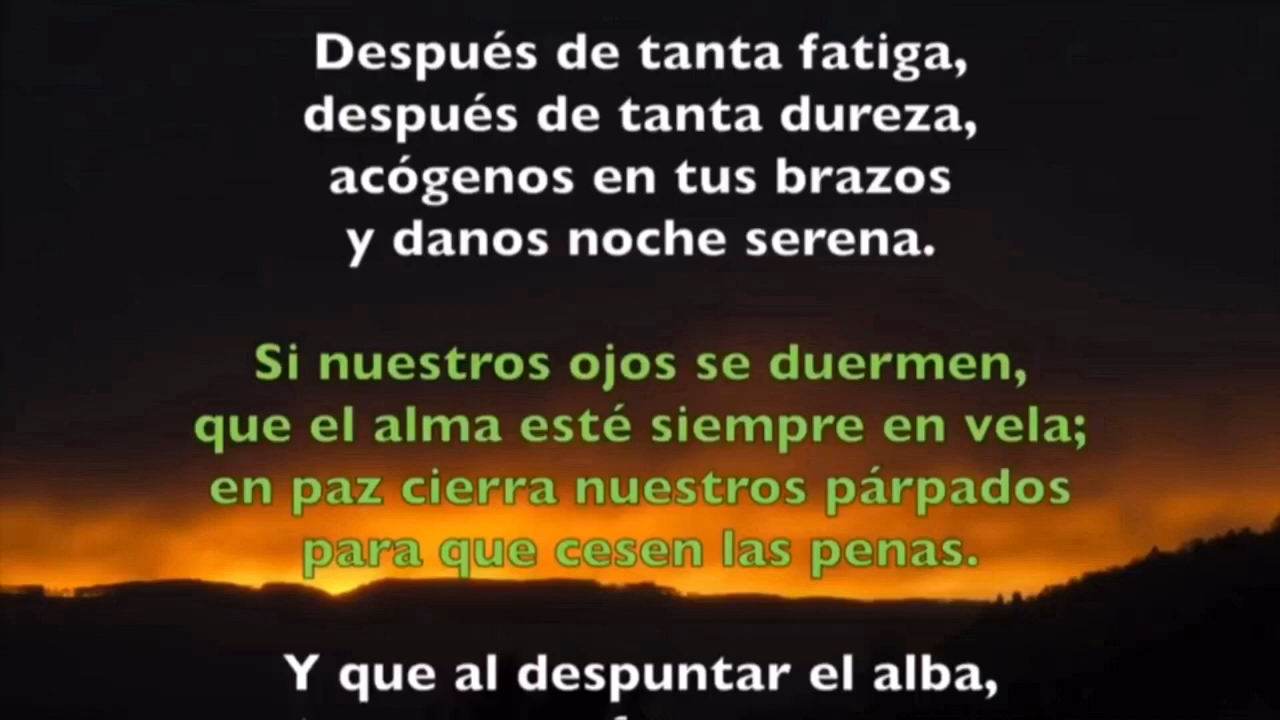 Después de tanta fatiga,
después de tanta dureza,
acógenos en tus brazos
y danos noche serena.
Si nuestros ojos se duermen,
que el alma esté siempre en vela;
en paz cierra nuestros párpados
para que cesen las penas.
Y que al despuntar el alba,